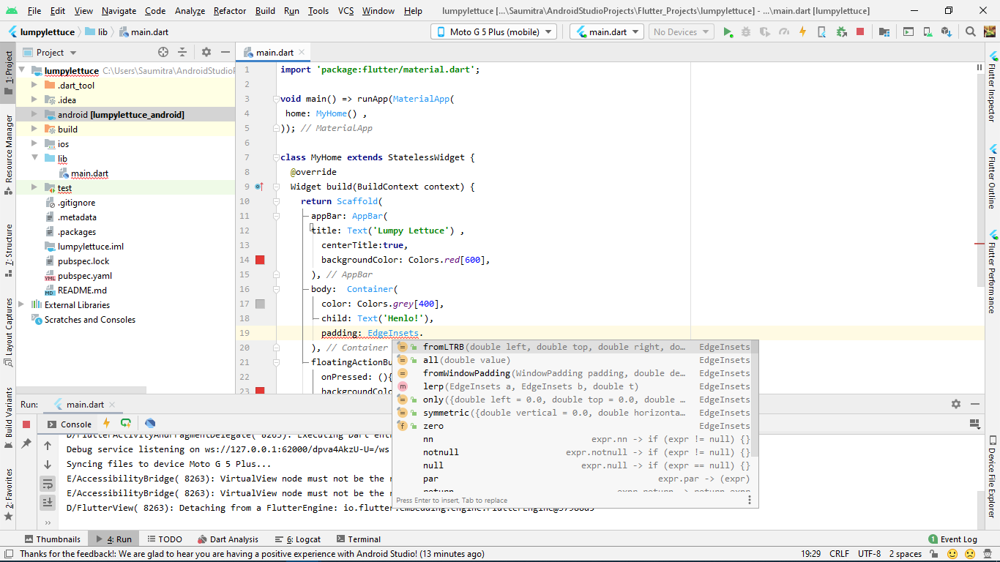 File Edit View Navigate Code Analyze Refactor Build Run Tools VCS Window Help lumpylettuce [...\Saumitra\AndroidStudioProjects\Flutter_Projects\lumpylettuce] - ...\main.dart [lumpylettuce]
lumpylettuce lib main.dart Moto G 5 Plus (mobile) main.dart No Devices
1: Project
Resource Manager
7: Structure
Layout Captures
Build Variants
2: Favorites
Project
lumpylettuce C:\Users\Saumitra\AndroidStudioP
.dart_tool
.idea
android [lumpylettuce_android]
build
ios
lib
main.dart
test
.gitignore
.metadata
.packages
lumpylettuce.iml
pubspec.lock
pubspec.yaml
README.md
External Libraries
Scratches and Consoles
main.dart
1 import 'package:flutter/material.dart';
2
3 void main() => runApp(MaterialApp(
4 home: MyHome() ,
5 )); // MaterialApp
6
7 class MyHome extends StatelessWidget {
8 @override
9 Widget build(BuildContext context) {
10 return Scaffold(
11 appBar: AppBar(
12 title: Text('Lumpy Lettuce') ,
13 centerTitle:true,
14 backgroundColor: Colors.red[600],
15 ), // AppBar
16 body: Container(
17 color: Colors.grey[400],
18 child: Text('Henlo!'),
19 padding: EdgeInsets.
20 ), // Container
21 floatingActionBu
22 onPressed: (){
23 backgroundColo
fromLTRB(double left, double top, double right, do... EdgeInsets
all(double value) EdgeInsets
fromWindowPadding(WindowPadding padding, double de... EdgeInsets
lerp(EdgeInsets a, EdgeInsets b, double t) EdgeInsets
only({double left = 0.0, double top = 0.0, double ... EdgeInsets
symmetric({double vertical = 0.0, double horizonta... EdgeInsets
zero EdgeInsets
nn expr.nn -> if (expr != null) {}
notnull expr.notnull -> if (expr != null) {}
null expr.null -> if (expr == null) {}
par expr.par -> (expr)
return expr.return -> return expr
Press Enter to insert, Tab to replace
Flutter Inspector
Flutter Outline
Flutter Performance
Device File Explorer
Run: main.dart
Console
D/FlutterActivityAndFragmentDelegate( 8263): Executing Dart ent
Debug service listening on ws://127.0.0.1:62000/dpva4AkzU-U=/ws
Syncing files to device Moto G 5 Plus...
E/AccessibilityBridge( 8263): VirtualView node must not be the
E/AccessibilityBridge( 8263): VirtualView node must not be the
D/FlutterView( 8263): Detaching from a FlutterEngine: io.flutter.embedding.engine.FlutterEngine@
Thumbnails 4: Run TODO Dart Analysis 6: Logcat Terminal 1 Event Log
Thanks for the feedback!: We are glad to hear you are having a positive experience with Android Studio! (13 minutes ago) 19:29 CRLF UTF-8 2 spaces